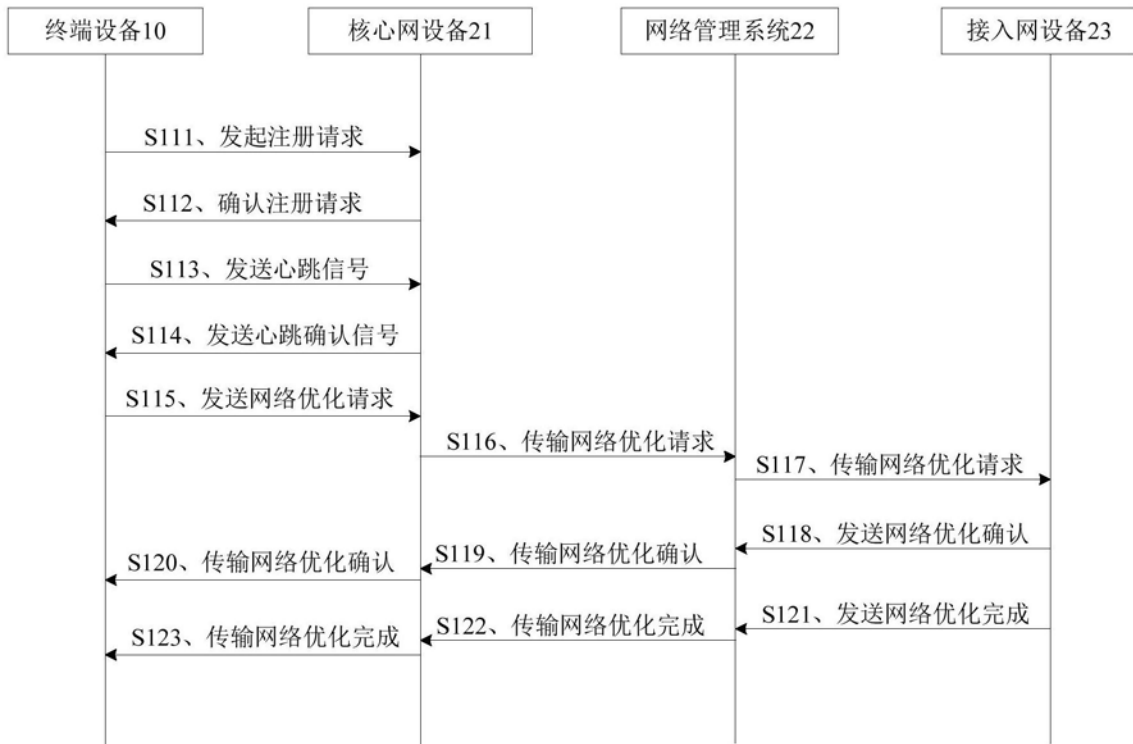 终端设备10
核心网设备21
网络管理系统22
接入网设备23
S111、发起注册请求
S112、确认注册请求
S113、发送心跳信号
S114、发送心跳确认信号
S115、发送网络优化请求
S116、传输网络优化请求
S117、传输网络优化请求
S118、发送网络优化确认
S119、传输网络优化确认
S120、传输网络优化确认
S121、发送网络优化完成
S122、传输网络优化完成
S123、传输网络优化完成